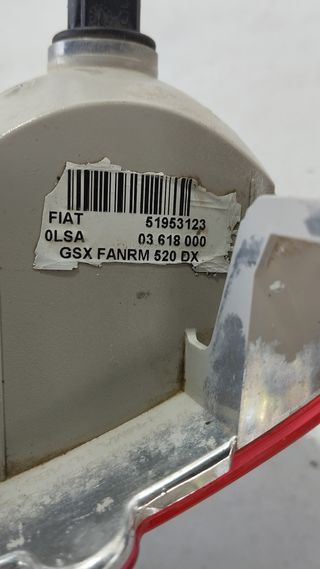 FIAT 51953123
0LSA 03 618 000
GSX FANRM 520 DX